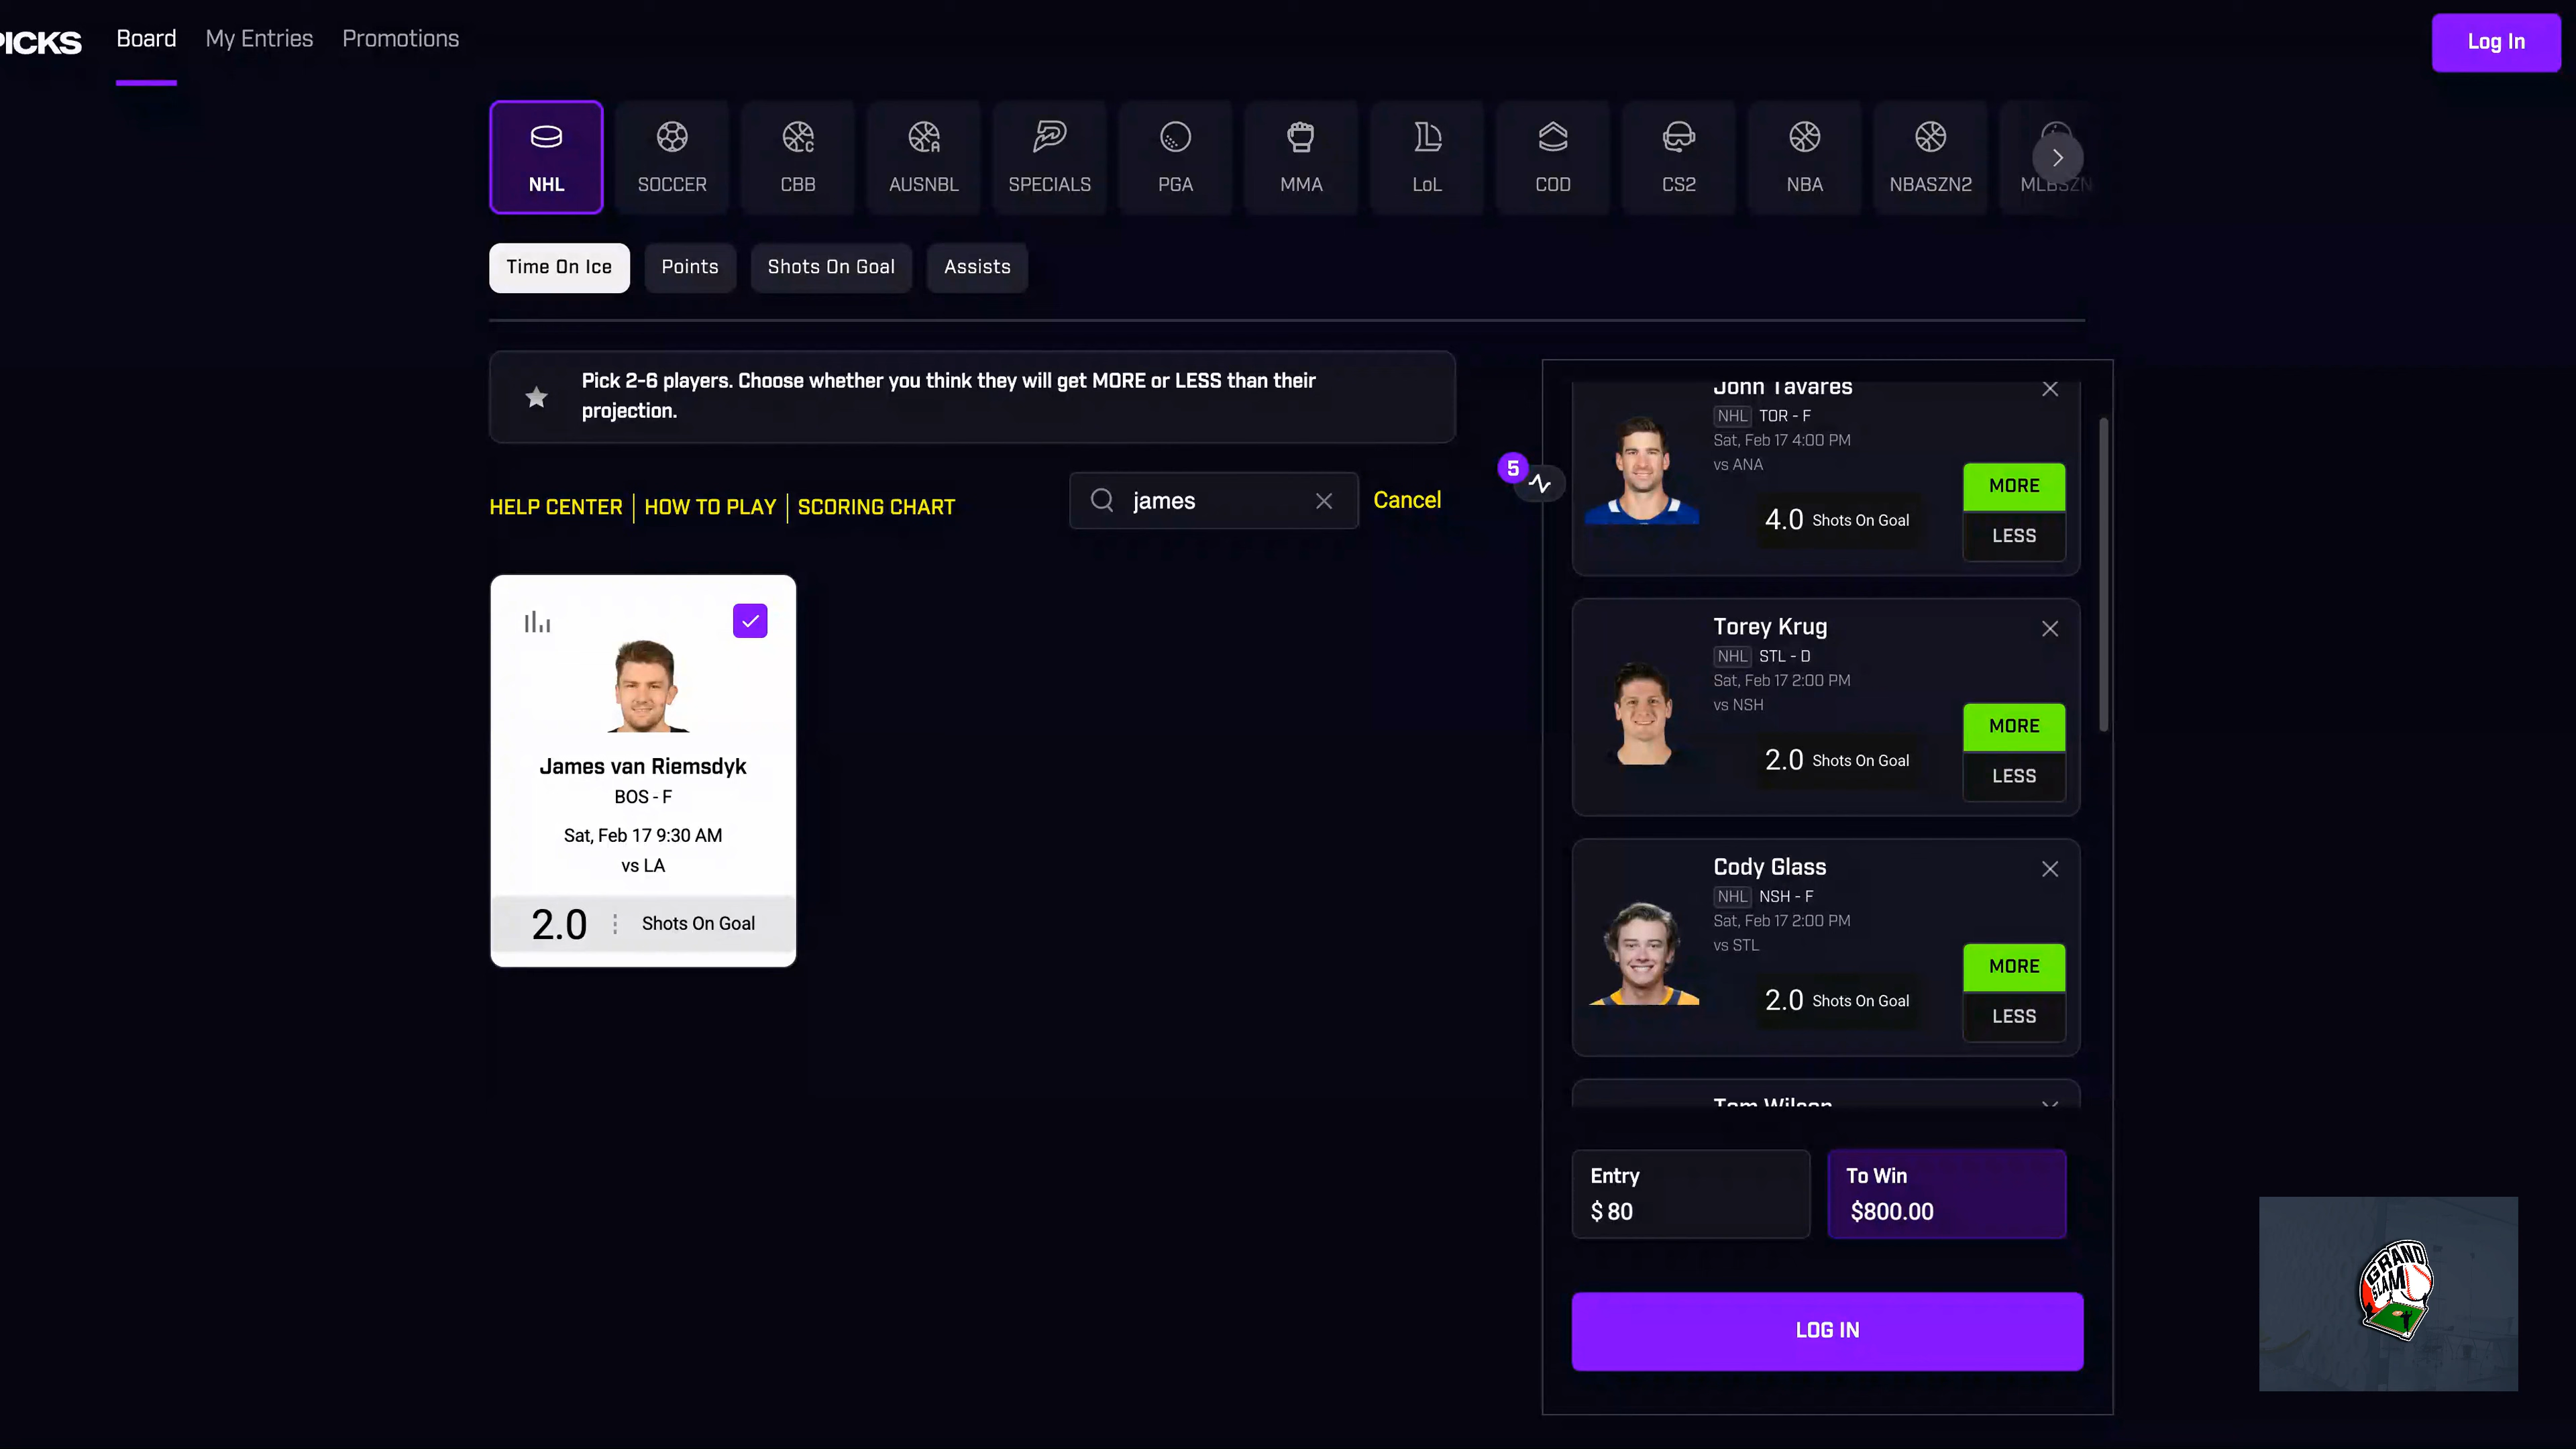 PICKS
Board
My Entries
Promotions
Log In
NHL
SOCCER
CBB
AUSNBL
SPECIALS
PGA
MMA
LoL
COD
CS2
NBA
NBASZN2
MLBSZN
Time On Ice
Points
Shots On Goal
Assists
Pick 2-6 players. Choose whether you think they will get MORE or LESS than their
projection.
HELP CENTER
HOW TO PLAY
SCORING CHART
james
Cancel
James van Riemsdyk
BOS - F
Sat, Feb 17 9:30 AM
vs LA
2.0 Shots On Goal
5
John Tavares
NHL TOR - F
Sat, Feb 17 4:00 PM
vs ANA
4.0 Shots On Goal
MORE
LESS
Torey Krug
NHL STL - D
Sat, Feb 17 2:00 PM
vs NSH
2.0 Shots On Goal
MORE
LESS
Cody Glass
NHL NSH - F
Sat, Feb 17 2:00 PM
vs STL
2.0 Shots On Goal
MORE
LESS
Tom Wilson
Entry
$ 80
To Win
$800.00
LOG IN
GRAND
SLAM